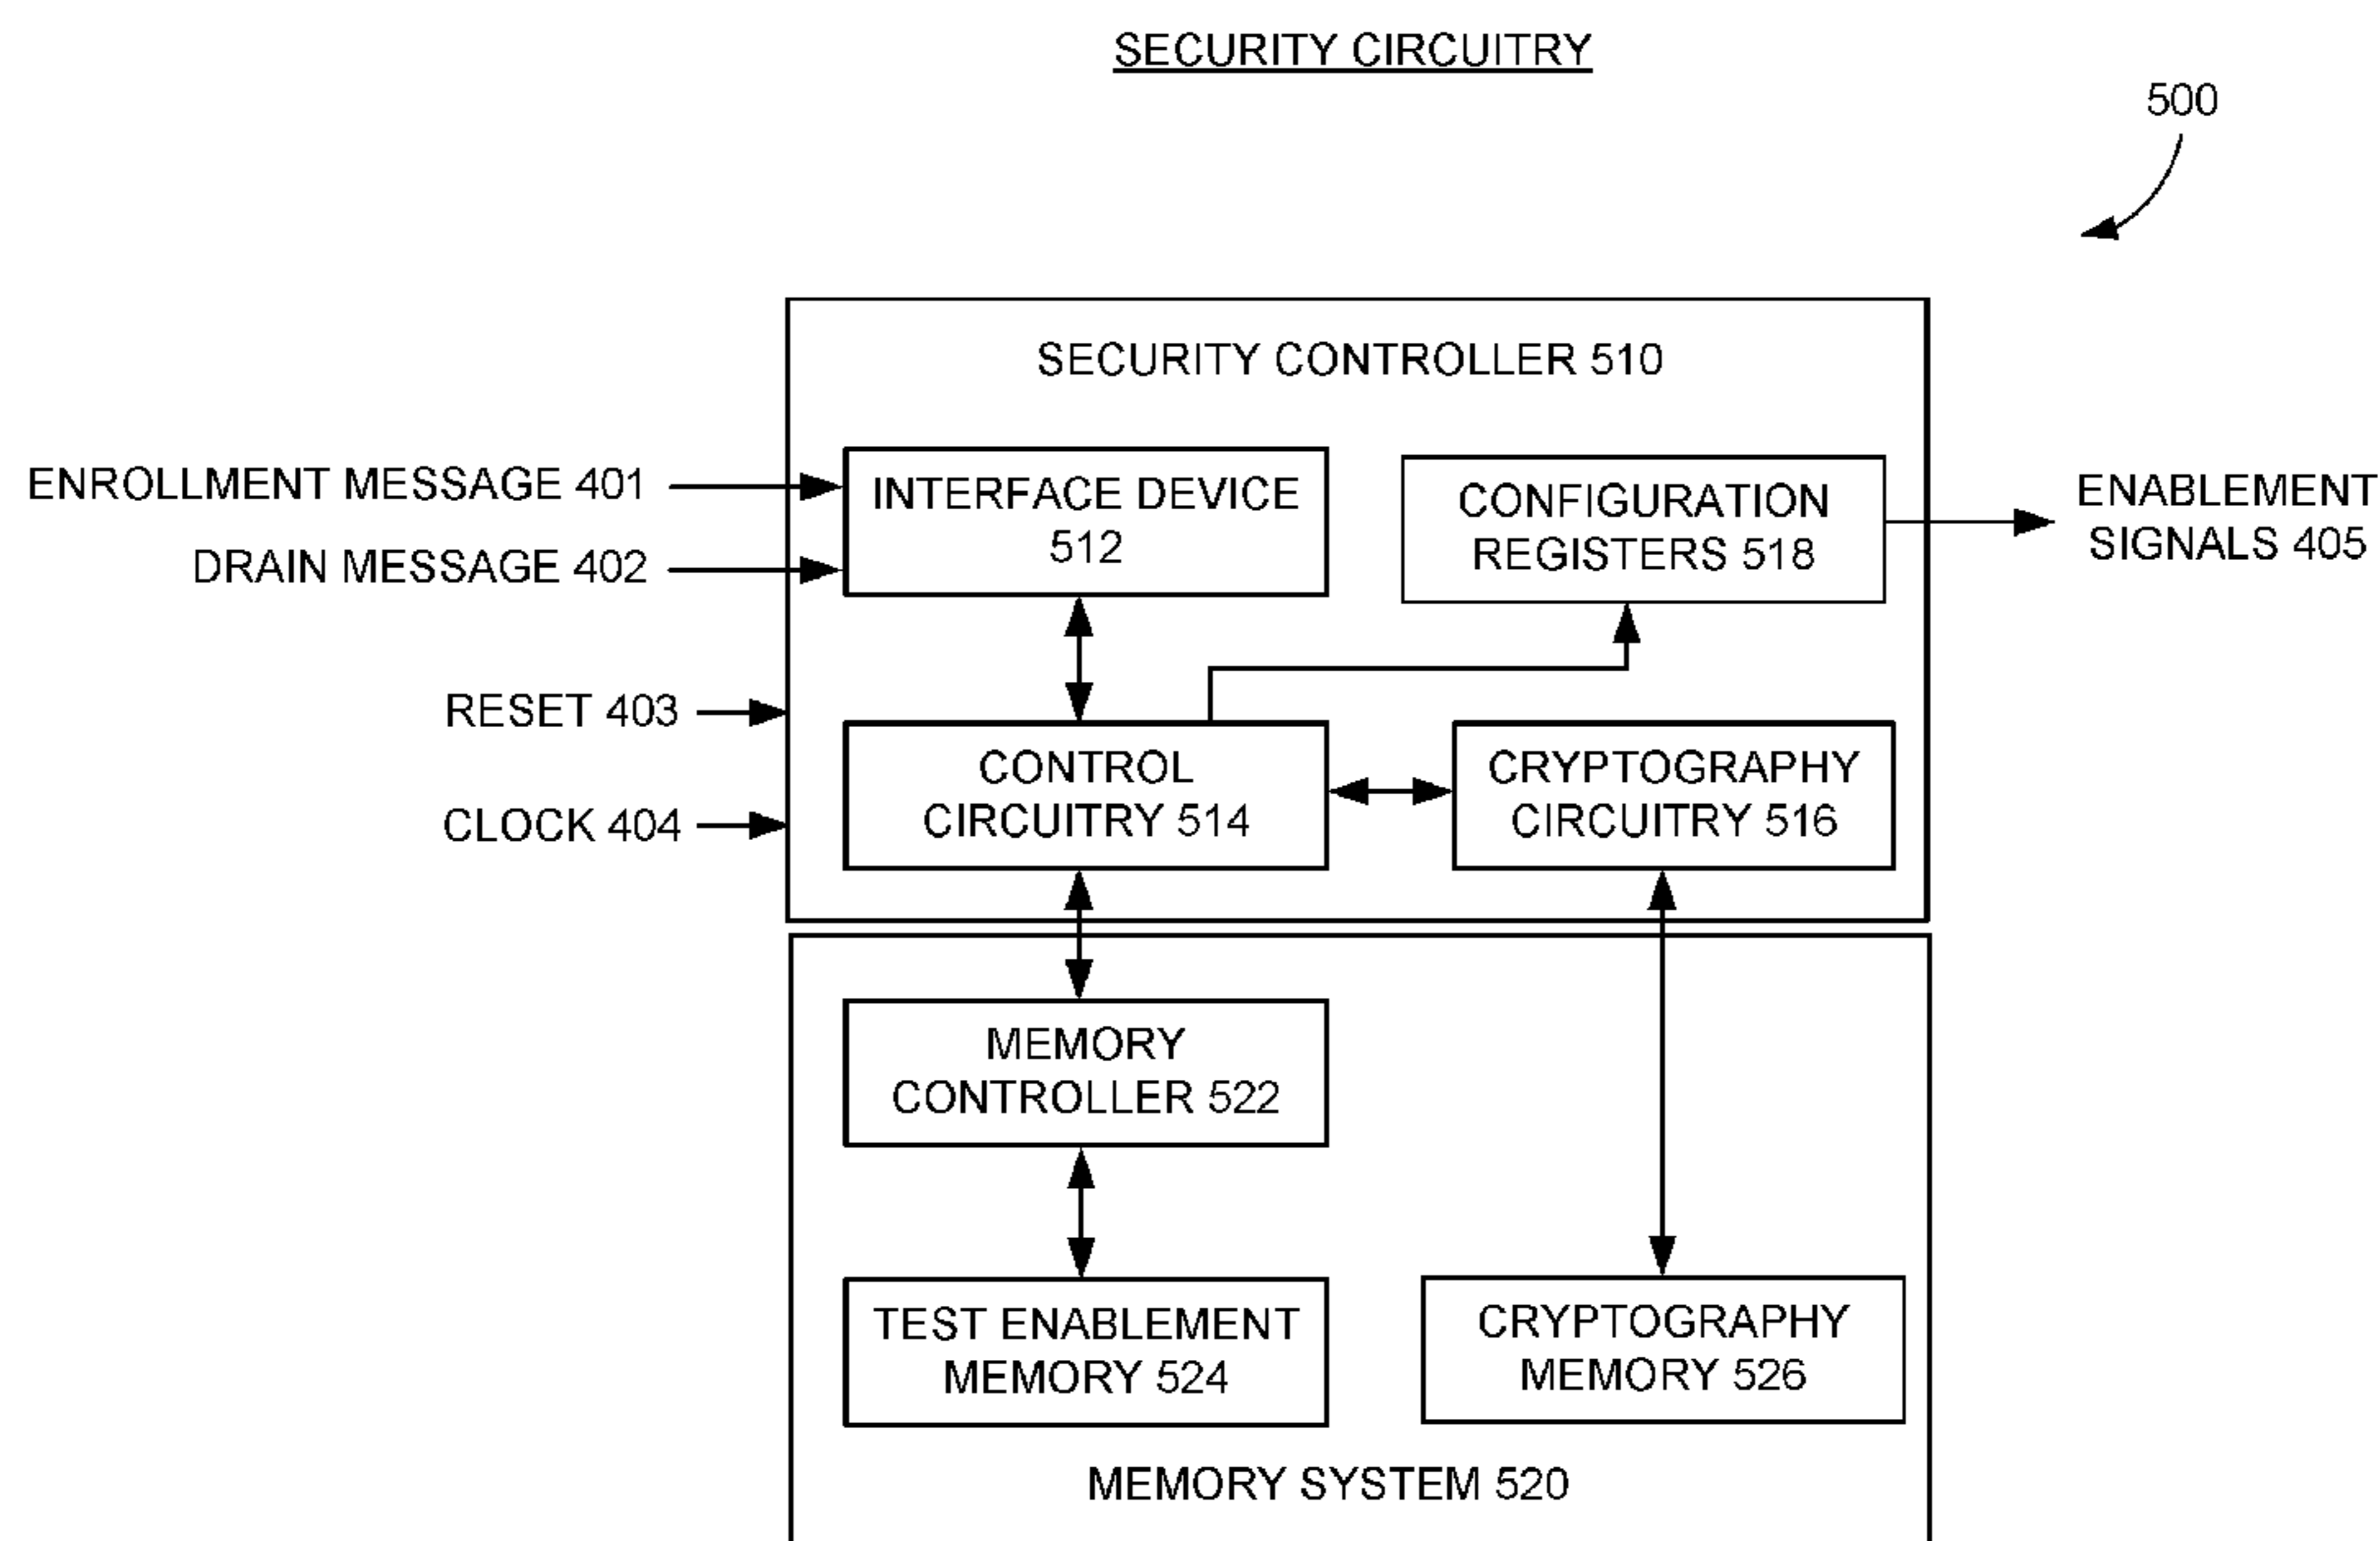 SECURITY CIRCUITRY
500
SECURITY CONTROLLER 510
ENROLLMENT MESSAGE 401
DRAIN MESSAGE 402
RESET 403
CLOCK 404
INTERFACE DEVICE
512
CONFIGURATION
REGISTERS 518
ENABLEMENT
SIGNALS 405
CONTROL
CIRCUITRY 514
CRYPTOGRAPHY
CIRCUITRY 516
MEMORY
CONTROLLER 522
TEST ENABLEMENT
MEMORY 524
CRYPTOGRAPHY
MEMORY 526
MEMORY SYSTEM 520